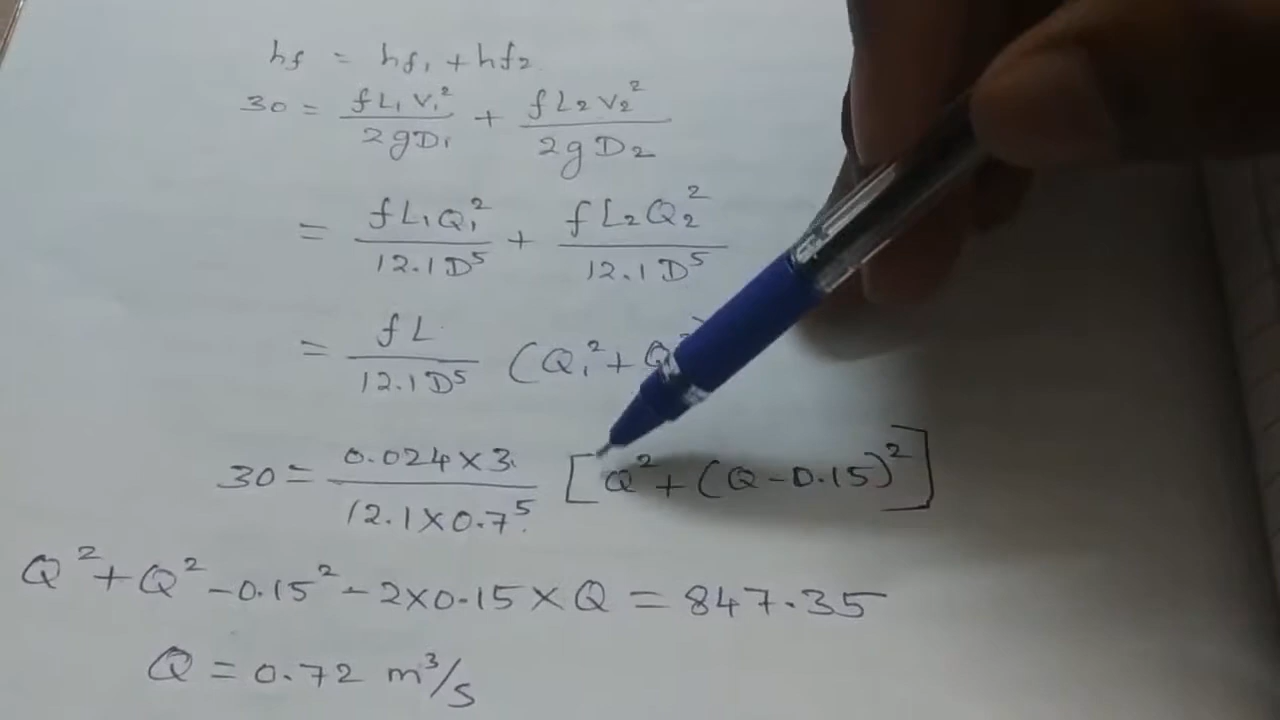 hf = hf₁ + hf₂
30 = fL₁V₁²/2gD₁ + fL₂V₂²/2gD₂
= fL₁Q₁²/12.1D⁵ + fL₂Q₂²/12.1D⁵
= fL/12.1D⁵ (Q₁² +
30 = 0.024×3/12.1×0.7⁵ [Q² + (Q-0.15)²]
Q² + Q² - 0.15² - 2×0.15×Q = 847.35
Q = 0.72 m³/s